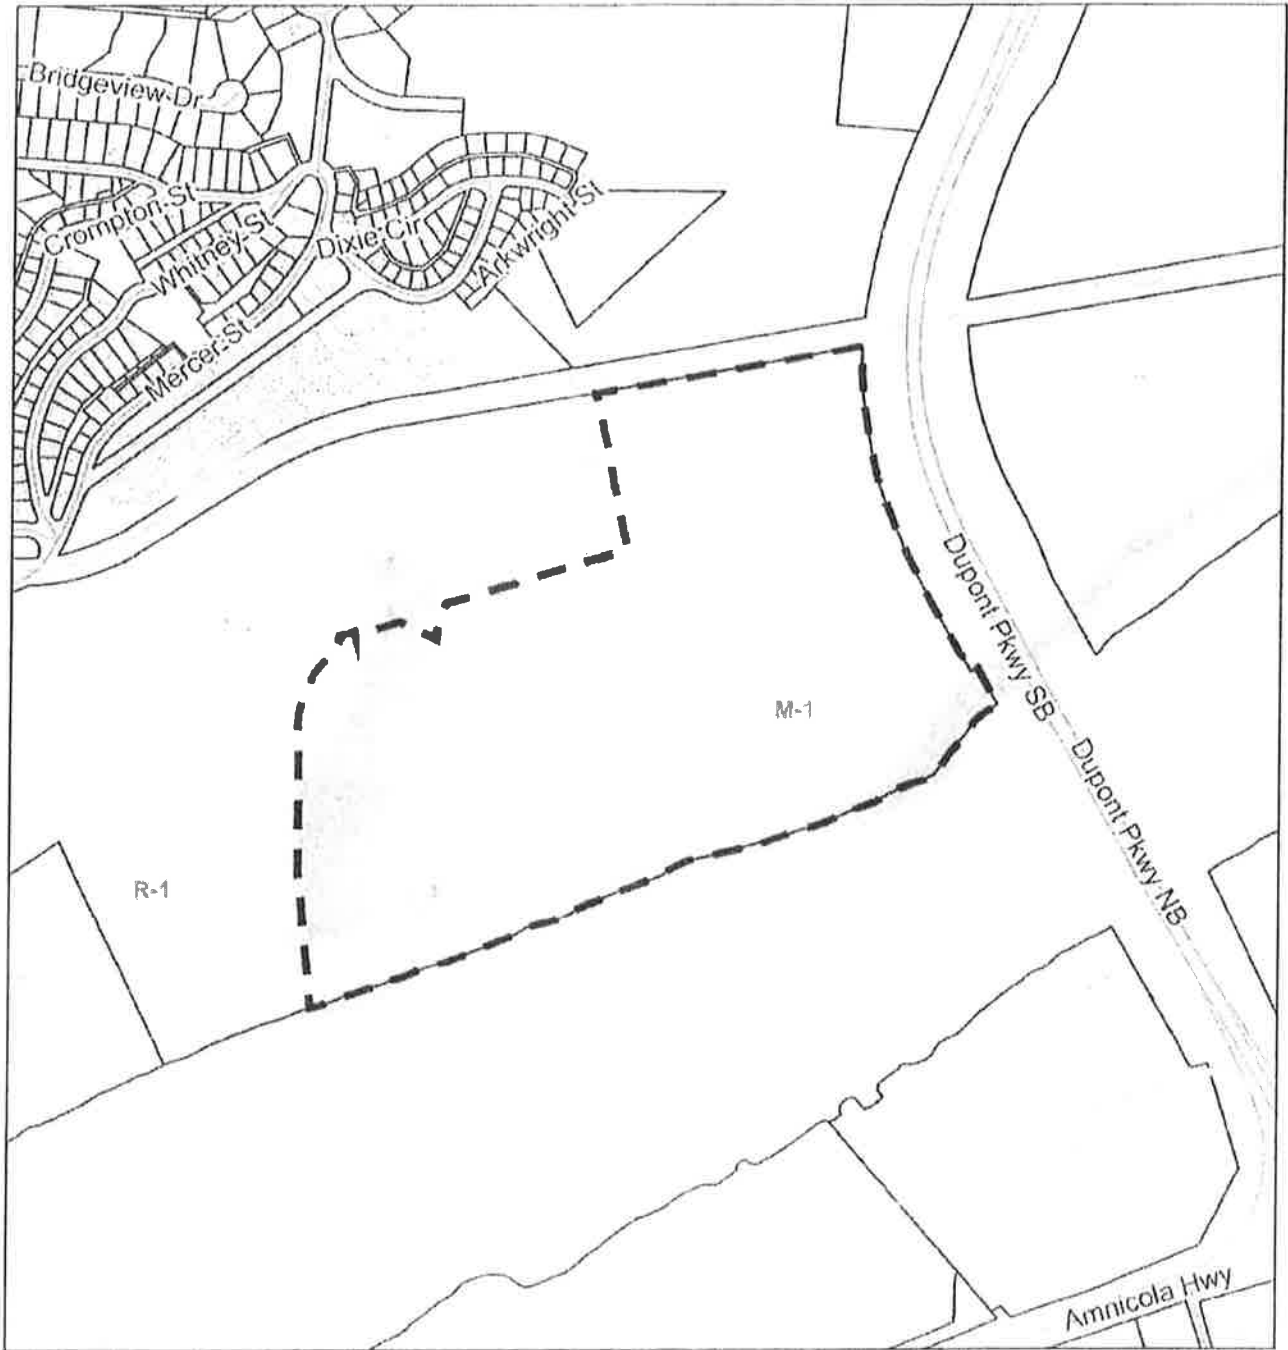 Bridgeview Dr
Crompton St
Whitney St
Dixie Cir
Arkwright St
Mercer St
Dupont Pkwy SB
M-1
Dupont Pkwy NB
R-1
Amnicola Hwy